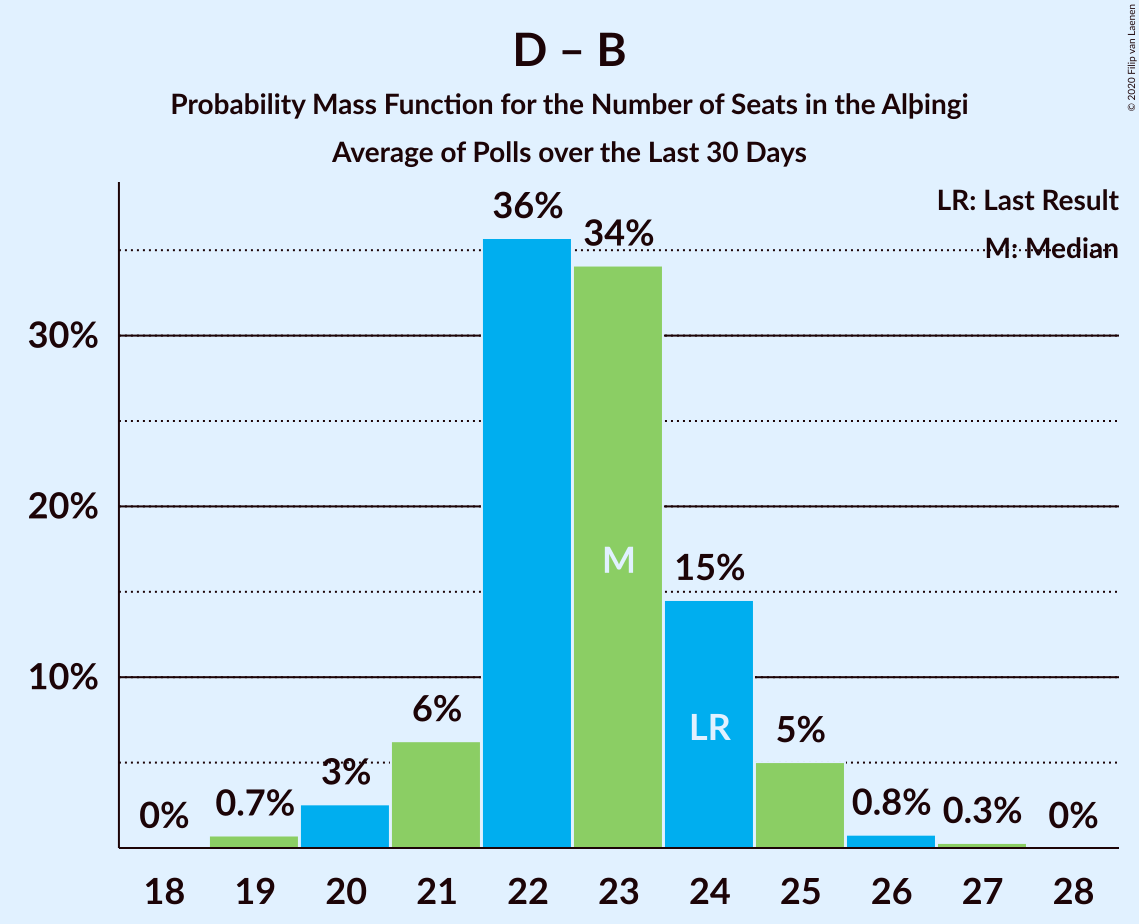 D – B
Probability Mass Function for the Number of Seats in the Alþingi
Average of Polls over the Last 30 Days
© 2020 Filip van Laenen
LR: Last Result
M: Median
36%
34%
30%
20%
M
15%
10%
6%
LR
5%
3%
0%
0.7%
0.8%
0.3%
0%
18 19 20 21 22 23 24 25 26 27 28